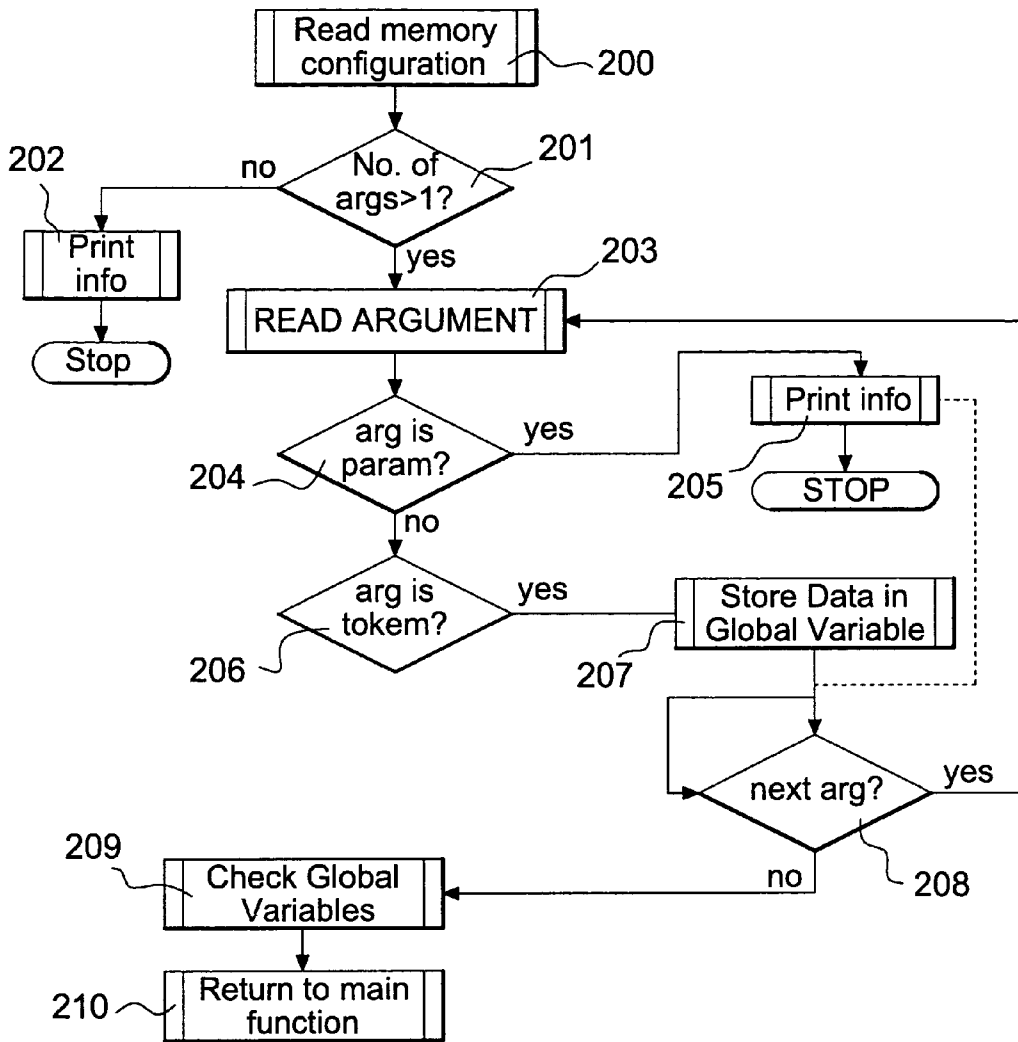 Read memory
configuration
200
201
No. of
args>1?
no
202
Print
info
yes
203
READ ARGUMENT
Stop
Print info
arg is
param?
yes
204
205
STOP
no
arg is
tokem?
yes
206
Store Data in
Global Variable
207
next arg?
yes
208
no
209
Check Global
Variables
Return to main
function
210